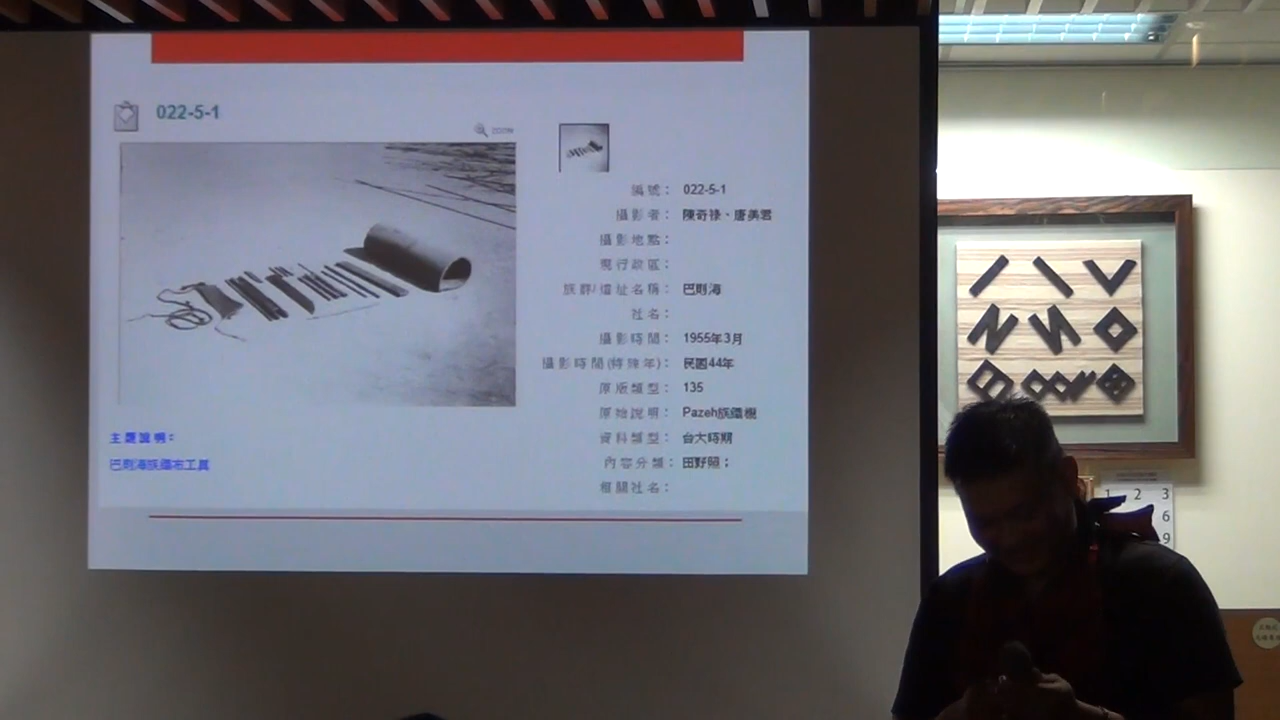 022-5-1
ZOOM
編號： 022-5-1
攝影者： 陳奇祿、唐美君
攝影地點：
現行政區：
族群/遺址名稱： 巴則海
社名：
攝影時間： 1955年3月
攝影時間(特殊年)： 民國44年
原版類型： 135
原始說明： Pazeh族織機
資料類型： 台大時期
內容分類： 田野照；
相關社名：
主題說明：
巴則海族織布工具
1 2 3
6
9